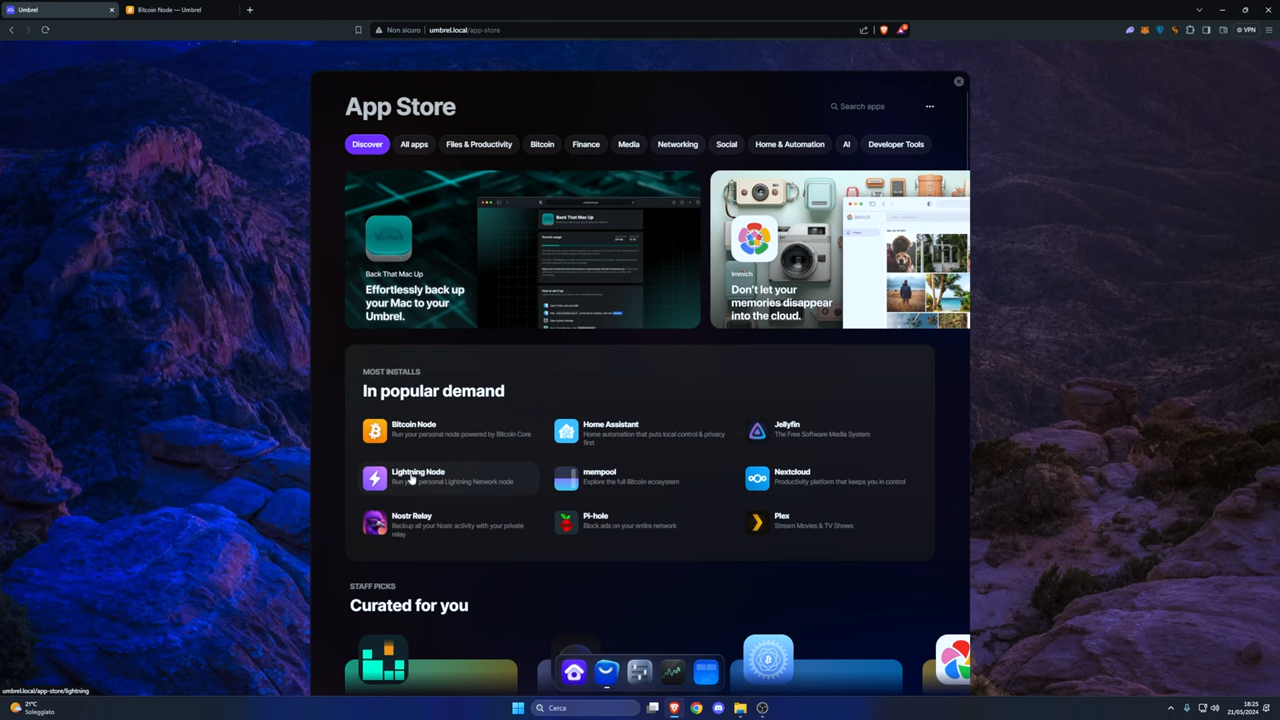 Umbrel
Bitcoin Node — Umbrel
Non sicuro
umbrel.local/app-store
VPN
App Store
Search apps
Discover
All apps
Files & Productivity
Bitcoin
Finance
Media
Networking
Social
Home & Automation
AI
Developer Tools
Back That Mac Up
Effortlessly back up
your Mac to your
Umbrel.
Back That Mac Up
Immich
Don't let your
memories disappear
into the cloud.
MOST INSTALLS
In popular demand
Bitcoin Node
Run your personal node powered by Bitcoin Core
Home Assistant
Home automation that puts local control & privacy
first
Jellyfin
The Free Software Media System
Lightning Node
Run your personal Lightning Network node
mempool
Explore the full Bitcoin ecosystem
Nextcloud
Productivity platform that keeps you in control
Nostr Relay
Backup all your Nostr activity with your private
relay
Pi-hole
Block ads on your entire network
Plex
Stream Movies & TV Shows
STAFF PICKS
Curated for you
umbrel.local/app-store/lightning
21°C
Soleggiato
Cerca
18:25
21/05/2024